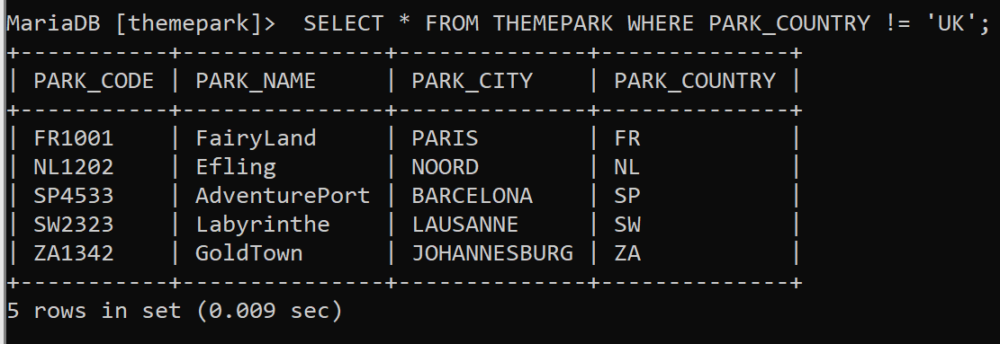 MariaDB [themepark]>  SELECT * FROM THEMEPARK WHERE PARK_COUNTRY != 'UK';
+-----------+---------------+--------------+--------------+
| PARK_CODE | PARK_NAME     | PARK_CITY    | PARK_COUNTRY |
+-----------+---------------+--------------+--------------+
| FR1001    | FairyLand     | PARIS        | FR           |
| NL1202    | Efling        | NOORD        | NL           |
| SP4533    | AdventurePort | BARCELONA    | SP           |
| SW2323    | Labyrinthe    | LAUSANNE     | SW           |
| ZA1342    | GoldTown      | JOHANNESBURG | ZA           |
+-----------+---------------+--------------+--------------+
5 rows in set (0.009 sec)